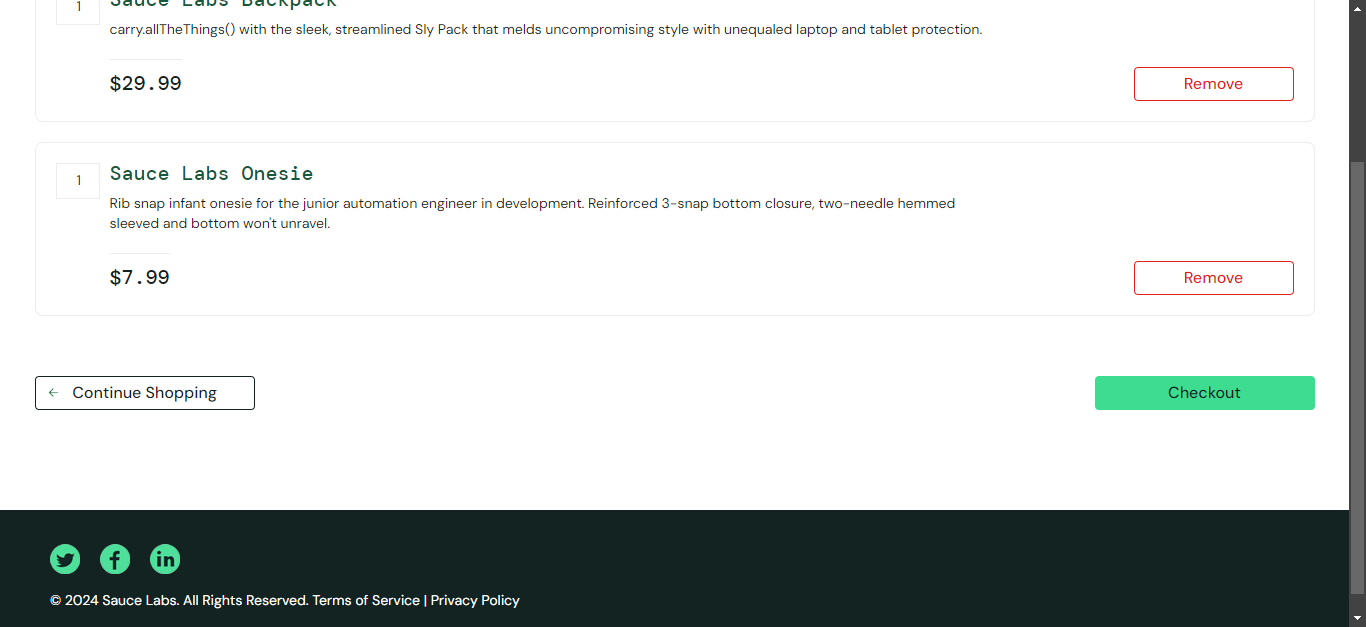 1
Sauce Labs Backpack
carry.allTheThings() with the sleek, streamlined Sly Pack that melds uncompromising style with unequaled laptop and tablet protection.
$29.99
Remove
1
Sauce Labs Onesie
Rib snap infant onesie for the junior automation engineer in development. Reinforced 3-snap bottom closure, two-needle hemmed
sleeved and bottom won't unravel.
$7.99
Remove
Continue Shopping
Checkout
© 2024 Sauce Labs. All Rights Reserved. Terms of Service | Privacy Policy